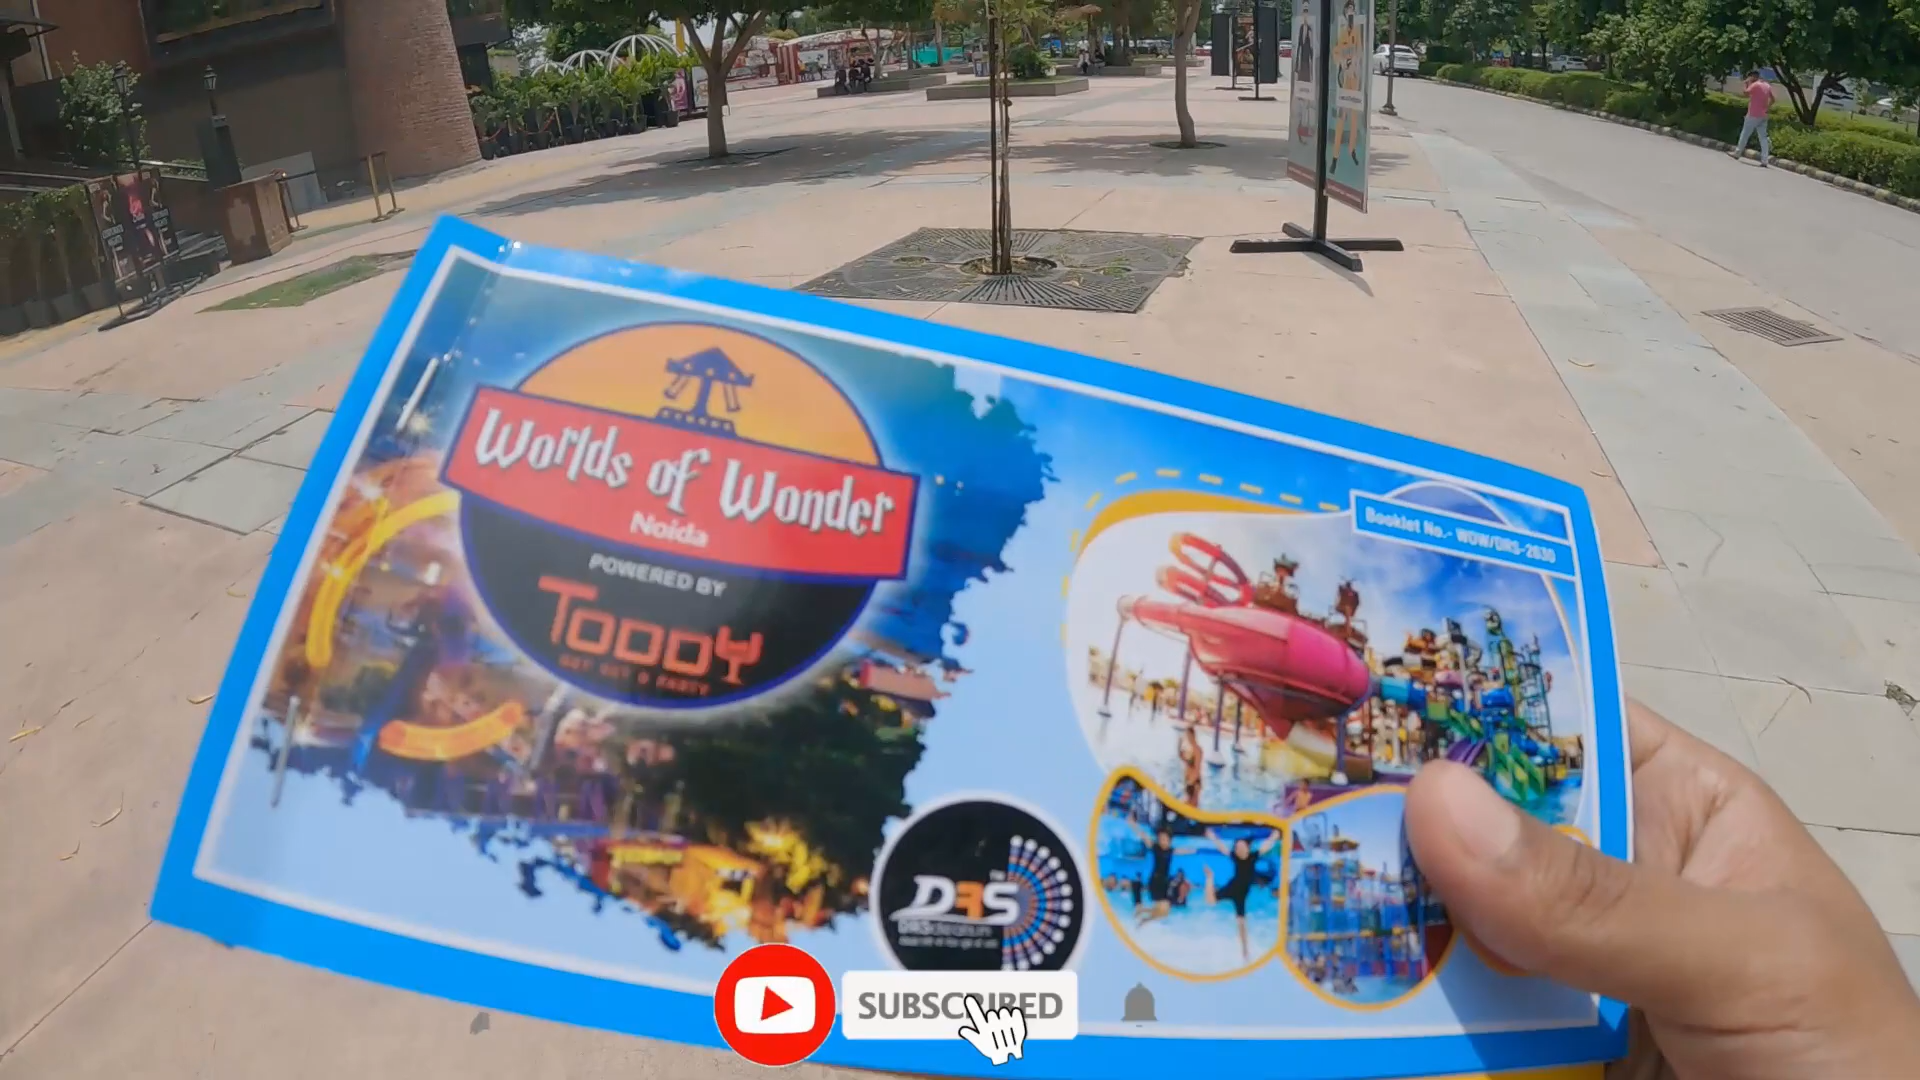 Worlds of Wonder
Noida
POWERED BY
TODDY
Booklet No.- WOW/DRS-2630
DRS
SUBSCRIBED